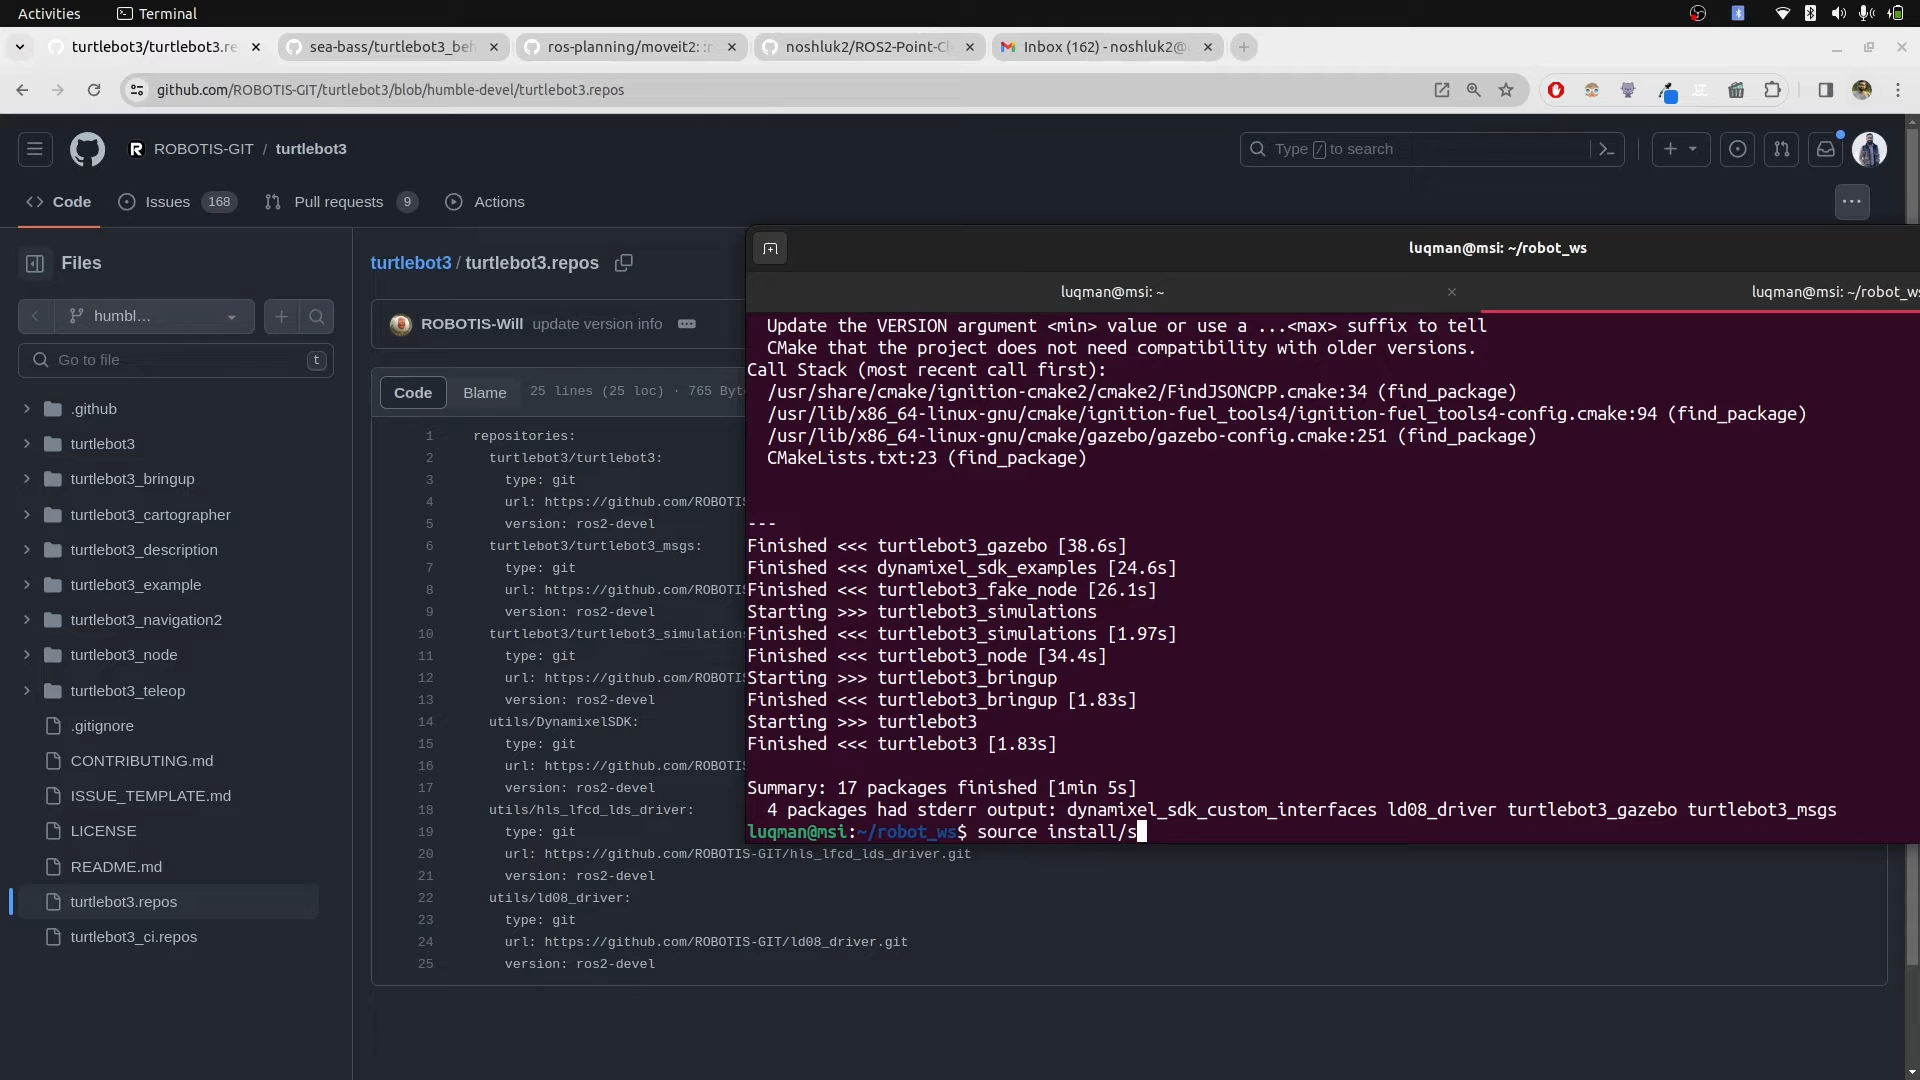 Activities
Terminal
turtlebot3/turtlebot3.re
sea-bass/turtlebot3_beh
ros-planning/moveit2: :r
noshluk2/ROS2-Point-Cl
Inbox (162) - noshluk2@
github.com/ROBOTIS-GIT/turtlebot3/blob/humble-devel/turtlebot3.repos
ROBOTIS-GIT / turtlebot3
Type / to search
Code
Issues 168
Pull requests 9
Actions
Files
humbl...
Go to file
t
.github
turtlebot3
turtlebot3_bringup
turtlebot3_cartographer
turtlebot3_description
turtlebot3_example
turtlebot3_navigation2
turtlebot3_node
turtlebot3_teleop
.gitignore
CONTRIBUTING.md
ISSUE_TEMPLATE.md
LICENSE
README.md
turtlebot3.repos
turtlebot3_ci.repos
turtlebot3 / turtlebot3.repos
ROBOTIS-Will update version info
Code
Blame
25 lines (25 loc) · 765 Byt
1 repositories:
2 turtlebot3/turtlebot3:
3 type: git
4 url: https://github.com/ROBOTIS
5 version: ros2-devel
6 turtlebot3/turtlebot3_msgs:
7 type: git
8 url: https://github.com/ROBOTIS
9 version: ros2-devel
10 turtlebot3/turtlebot3_simulations
11 type: git
12 url: https://github.com/ROBOTIS
13 version: ros2-devel
14 utils/DynamixelSDK:
15 type: git
16 url: https://github.com/ROBOTIS
17 version: ros2-devel
18 utils/hls_lfcd_lds_driver:
19 type: git
20 url: https://github.com/ROBOTIS-GIT/hls_lfcd_lds_driver.git
21 version: ros2-devel
22 utils/ld08_driver:
23 type: git
24 url: https://github.com/ROBOTIS-GIT/ld08_driver.git
25 version: ros2-devel
luqman@msi: ~/robot_ws
luqman@msi: ~
luqman@msi: ~/robot_ws
Update the VERSION argument <min> value or use a ...<max> suffix to tell
CMake that the project does not need compatibility with older versions.
Call Stack (most recent call first):
/usr/share/cmake/ignition-cmake2/cmake2/FindJSONCPP.cmake:34 (find_package)
/usr/lib/x86_64-linux-gnu/cmake/ignition-fuel_tools4/ignition-fuel_tools4-config.cmake:94 (find_package)
/usr/lib/x86_64-linux-gnu/cmake/gazebo/gazebo-config.cmake:251 (find_package)
CMakeLists.txt:23 (find_package)
---
Finished <<< turtlebot3_gazebo [38.6s]
Finished <<< dynamixel_sdk_examples [24.6s]
Finished <<< turtlebot3_fake_node [26.1s]
Starting >>> turtlebot3_simulations
Finished <<< turtlebot3_simulations [1.97s]
Finished <<< turtlebot3_node [34.4s]
Starting >>> turtlebot3_bringup
Finished <<< turtlebot3_bringup [1.83s]
Starting >>> turtlebot3
Finished <<< turtlebot3 [1.83s]
Summary: 17 packages finished [1min 5s]
4 packages had stderr output: dynamixel_sdk_custom_interfaces ld08_driver turtlebot3_gazebo turtlebot3_msgs
luqman@msi:~/robot_ws$ source install/s